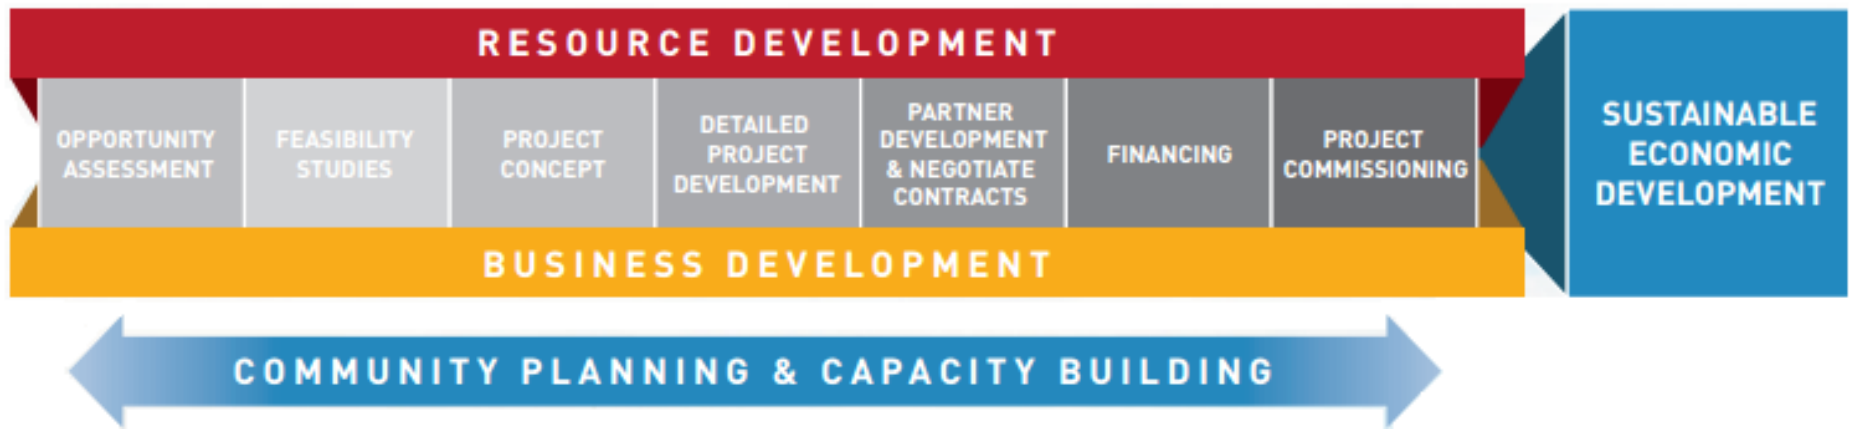 RESOURCE DEVELOPMENT
OPPORTUNITY
ASSESSMENT
FEASIBILITY
STUDIES
PROJECT
CONCEPT
DETAILED
PROJECT
DEVELOPMENT
PARTNER
DEVELOPMENT
& NEGOTIATE
CONTRACTS
FINANCING
PROJECT
COMMISSIONING
SUSTAINABLE
ECONOMIC
DEVELOPMENT
BUSINESS DEVELOPMENT
COMMUNITY PLANNING & CAPACITY BUILDING